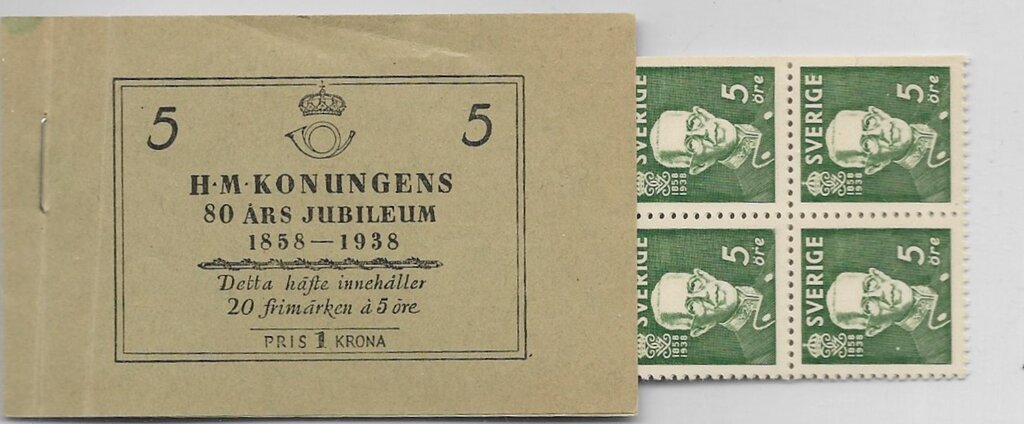 5 5
H·M·KONUNGENS
80 ÅRS JUBILEUM
1858—1938
Detta häfte innehåller
20 frimärken à 5 öre
PRIS 1 KRONA
SVERIGE
5 öre
1858
1938
SVERIGE
5 öre
1858
1938
SVERIGE
5 öre
1858
1938
SVERIGE
5 öre
1858
1938